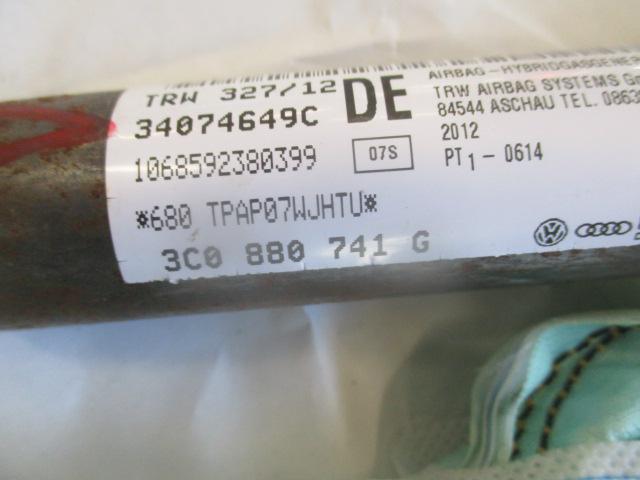 TRW 327/12
34074649C
1068592380399
*680 TPAP07WJHTU*
3C0 880 741 G
DE
07S
AIRBAG-HYBRIDGASGENE
TRW AIRBAG SYSTEMS G
84544 ASCHAU TEL. 0863
2012
PT1-0614